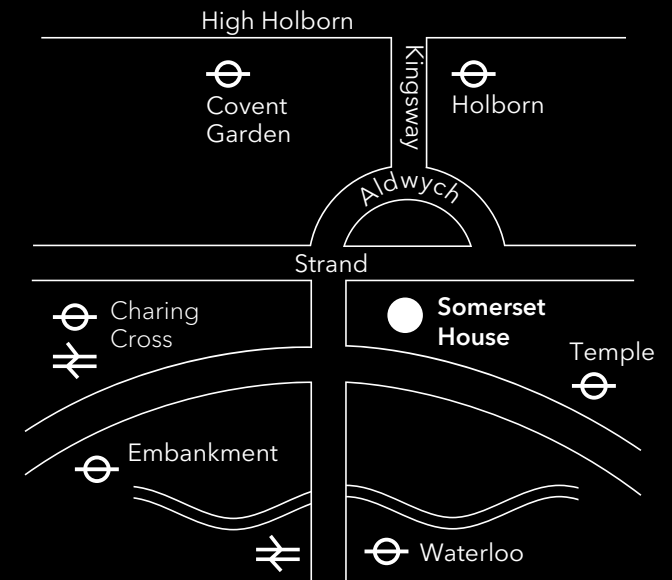 High Holborn
Kingsway
Covent
Garden
Holborn
Aldwych
Strand
Charing
Cross
Somerset
House
Temple
Embankment
Waterloo